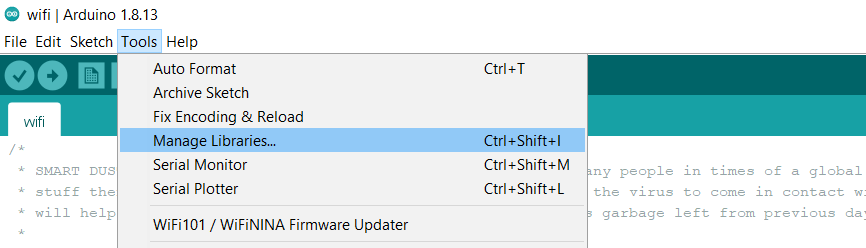 wifi | Arduino 1.8.13
File Edit Sketch Tools Help
Auto Format Ctrl+T
Archive Sketch
Fix Encoding & Reload
wifi
Manage Libraries... Ctrl+Shift+I
/*
Serial Monitor Ctrl+Shift+M
* SMART DUS any people in times of a global
Serial Plotter Ctrl+Shift+L
* stuff the the virus to come in contact wi
* will help s garbage left from previous day
WiFi101 / WiFiNINA Firmware Updater
*